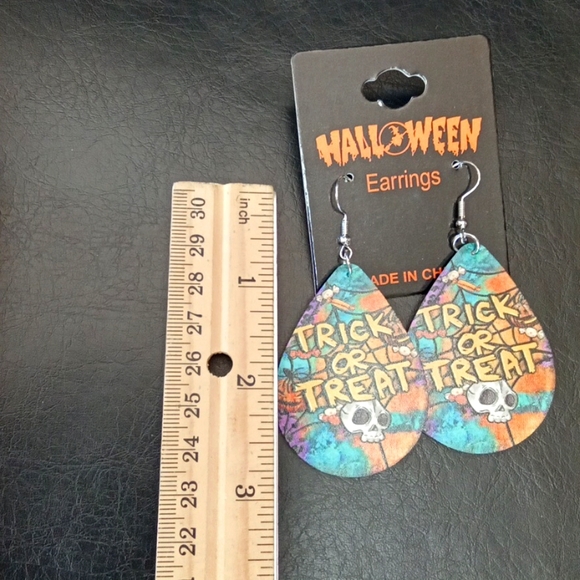 HALLOWEEN
Earrings
ADE IN CH
TRICK
OR
TREAT
TRICK
OR
TREAT
inch
1
2
3
30
29
28
27
26
25
24
23
22